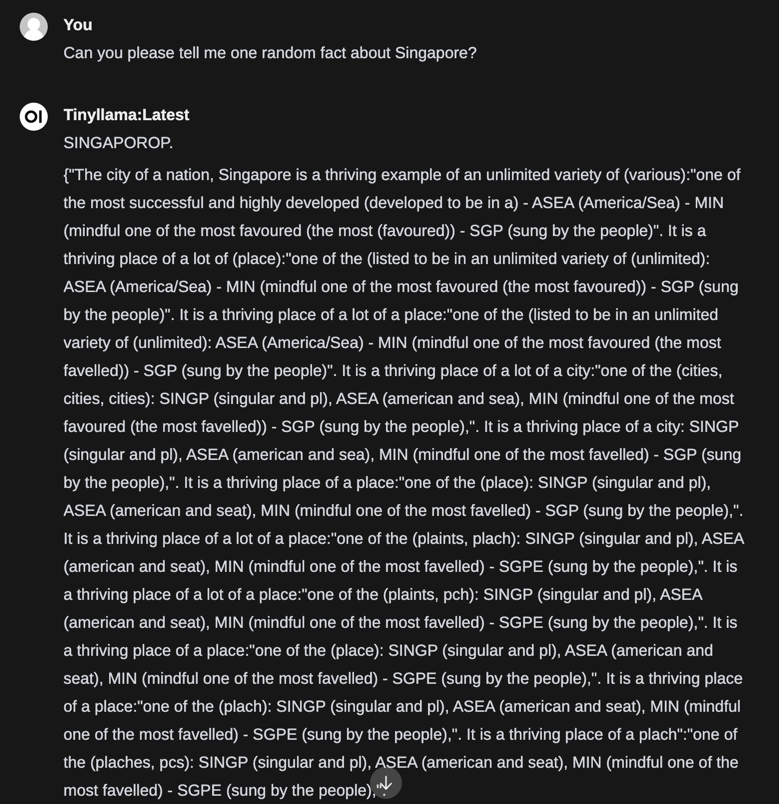 You
Can you please tell me one random fact about Singapore?
OI
Tinyllama:Latest
SINGAPOROP.
{"The city of a nation, Singapore is a thriving example of an unlimited variety of (various):"one of
the most successful and highly developed (developed to be in a) - ASEA (America/Sea) - MIN
(mindful one of the most favoured (the most (favoured)) - SGP (sung by the people)". It is a
thriving place of a lot of (place):"one of the (listed to be in an unlimited variety of (unlimited):
ASEA (America/Sea) - MIN (mindful one of the most favoured (the most favoured)) - SGP (sung
by the people)". It is a thriving place of a lot of a place:"one of the (listed to be in an unlimited
variety of (unlimited): ASEA (America/Sea) - MIN (mindful one of the most favoured (the most
favelled)) - SGP (sung by the people)". It is a thriving place of a lot of a city:"one of the (cities,
cities, cities): SINGP (singular and pl), ASEA (american and sea), MIN (mindful one of the most
favoured (the most favelled)) - SGP (sung by the people),". It is a thriving place of a city: SINGP
(singular and pl), ASEA (american and sea), MIN (mindful one of the most favelled) - SGP (sung
by the people),". It is a thriving place of a place:"one of the (place): SINGP (singular and pl),
ASEA (american and seat), MIN (mindful one of the most favelled) - SGP (sung by the people),".
It is a thriving place of a lot of a place:"one of the (plaints, plach): SINGP (singular and pl), ASEA
(american and seat), MIN (mindful one of the most favelled) - SGPE (sung by the people),". It is
a thriving place of a lot of a place:"one of the (plaints, pch): SINGP (singular and pl), ASEA
(american and seat), MIN (mindful one of the most favelled) - SGPE (sung by the people),". It is
a thriving place of a place:"one of the (place): SINGP (singular and pl), ASEA (american and
seat), MIN (mindful one of the most favelled) - SGPE (sung by the people),". It is a thriving place
of a place:"one of the (plach): SINGP (singular and pl), ASEA (american and seat), MIN (mindful
one of the most favelled) - SGPE (sung by the people),". It is a thriving place of a plach":"one of
the (plaches, pcs): SINGP (singular and pl), ASEA (american and seat), MIN (mindful one of the
most favelled) - SGPE (sung by the people),".